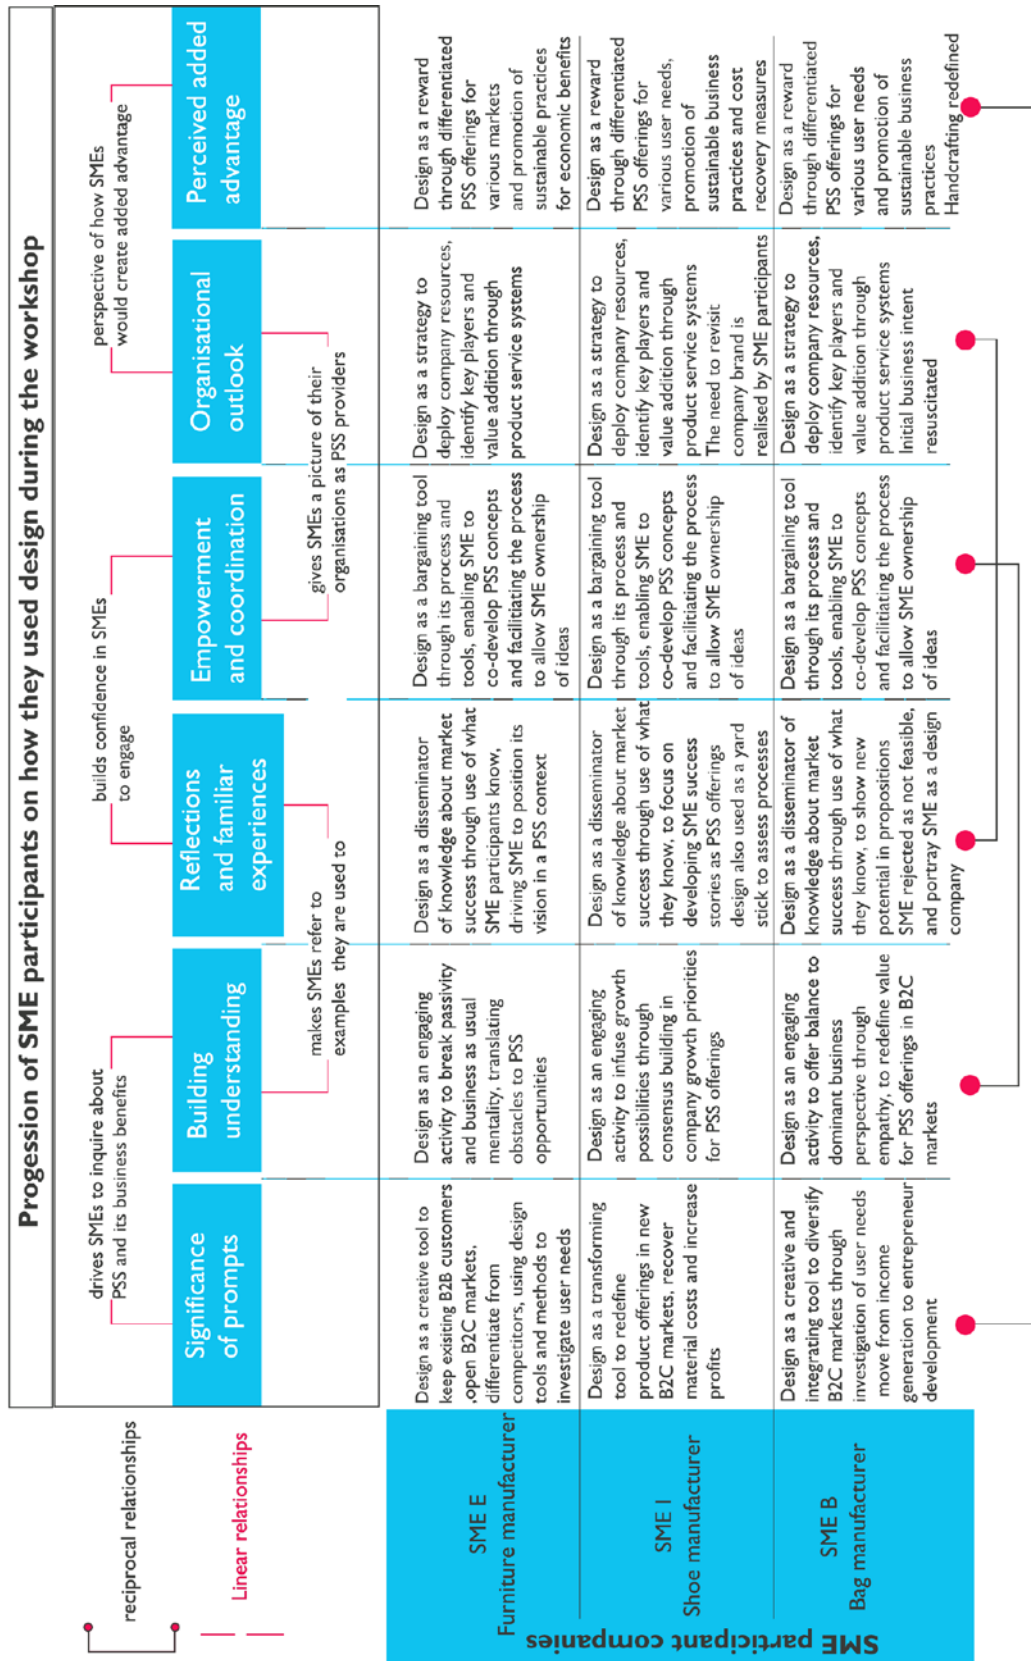 Progession of SME participants on how they used design during the workshop
reciprocal relationships
Linear relationships
drives SMEs to inquire about
PSS and its business benefits
builds confidence in SMEs
to engage
perspective of how SMEs
would create added advantage
Significance
of prompts
Building
understanding
Reflections
and familiar
experiences
Empowerment
and coordination
Organisational
outlook
Perceived added
advantage
makes SMEs refer to
examples they are used to
gives SMEs a picture of their
organisations as PSS providers
SME participant companies
SME E
Furniture manufacturer
Design as a creative tool to
keep exisiting B2B customers
,open B2C markets,
differentiate from
competitors, using design
tools and methods to
investigate user needs
Design as an engaging
activity to break passivity
and business as usual
mentality, translating
obstacles to PSS
opportunities
Design as a disseminator
of knowledge about market
success through use of what
SME participants know,
driving SME to position its
vision in a PSS context
Design as a bargaining tool
through its process and
tools, enabling SME to
co-develop PSS concepts
and facilitiating the process
to allow SME ownership
of ideas
Design as a strategy to
deploy company resources,
identify key players and
value addition through
product service systems
Design as a reward
through differentiated
PSS offerings for
various markets
and promotion of
sustainable practices
for economic benefits
SME I
Shoe manufacturer
Design as a transforming
tool to redefine
product offerings in new
B2C markets, recover
material costs and increase
profits
Design as an engaging
activity to infuse growth
possibilities through
consensus building in
company growth priorities
for PSS offerings
Design as a disseminator
of knowledge about market
success through use of what
they know, to focus on
developing SME success
stories as PSS offerings
design also used as a yard
stick to assess processes
Design as a bargaining tool
through its process and
tools, enabling SME to
co-develop PSS concepts
and facilitiating the process
to allow SME ownership
of ideas
Design as a strategy to
deploy company resources,
identify key players and
value addition through
product service systems
The need to revisit
company brand is
realised by SME participants
Design as a reward
through differentiated
PSS offerings for
various user needs,
promotion of
sustainable business
practices and cost
recovery measures
SME B
Bag manufacturer
Design as a creative and
integrating tool to diversify
B2C markets through
investigation of user needs
move from income
generation to entrepreneur
development
Design as an engaging
activity to offer balance to
dominant business
perspective through
empathy, to redefine value
for PSS offerings in B2C
markets
Design as a disseminator of
knowledge about market
success through use of what
they know, to show new
potential in propositions
SME rejected as not feasible,
and portray SME as a design
company
Design as a bargaining tool
through its process and
tools, enabling SME to
co-develop PSS concepts
and facilitating the process
to allow SME ownership
of ideas
Design as a strategy to
deploy company resources,
identify key players and
value addition through
product service systems
Initial business intent
resuscitated
Design as a reward
through differentiated
PSS offerings for
various user needs
and promotion of
sustainable business
practices
Handcrafting redefined